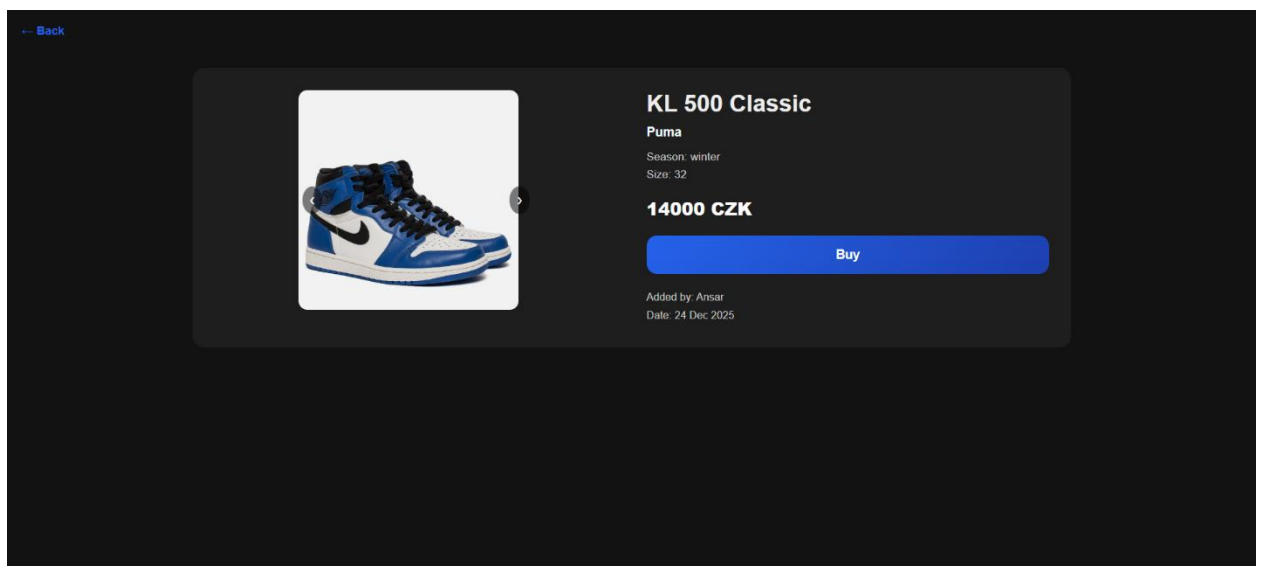 ← Back
KL 500 Classic
Puma
Season: winter
Size: 32
14000 CZK
Buy
Added by: Ansar
Date: 24 Dec 2025